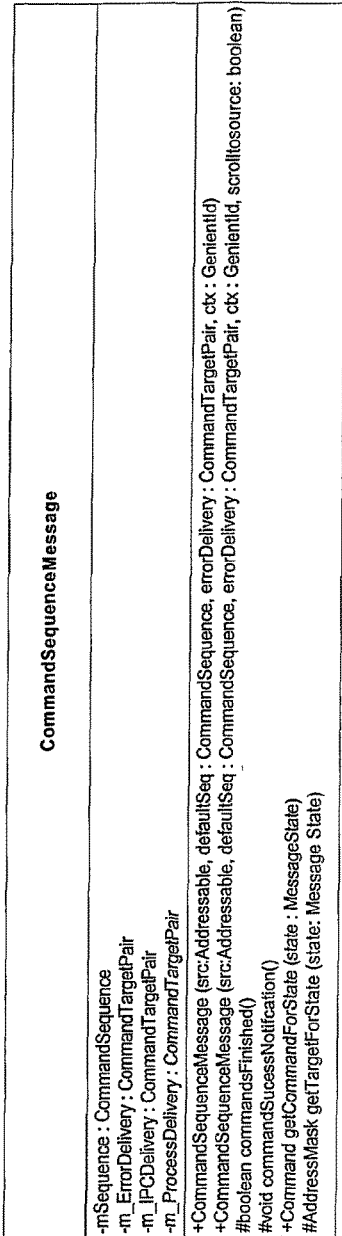 CommandSequenceMessage
-mSequence : CommandSequence
-m_ErrorDelivery : CommandTargetPair
-m_IPCDelivery : CommandTargetPair
-m_ProcessDelivery : CommandTargetPair
+CommandSequenceMessage (src:Addressable, defaultSeq : CommandSequence, errorDelivery : CommandTargetPair, ctx : GenientId)
+CommandSequenceMessage (src:Addressable, defaultSeq : CommandSequence, errorDelivery : CommandTargetPair, ctx : GenientId, scrolltosource: boolean)
#boolean commandsFinished()
#void commandSucessNotifcation()
+Command getCommandForState (state : MessageState)
#AddressMask getTargetForState (state: Message State)